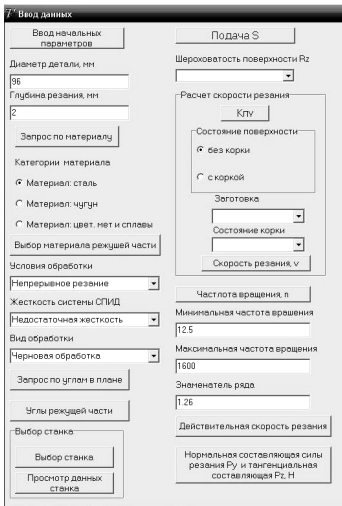 Ввод данных
Ввод начальных
параметров
Диаметр детали, мм
96
Глубина резания, мм
2
Запрос по материалу
Категории материала
Материал: сталь
Материал: чугун
Материал: цвет. мет и сплавы
Выбор материала режущей части
Условия обработки
Непрерывное резание
Жесткость системы СПИД
Недостаточная жесткость
Вид обработки
Черновая обработка
Запрос по углам в плане
Углы режущей части
Выбор станка
Выбор станка
Просмотр данных
станка
Подача S
Шероховатость поверхности Rz
Расчет скорости резания
Kпv
Состояние поверхности
без корки
с коркой
Заготовка
Состояние корки
Скорость резания, v
Частлота вращения, n
Минимальная частота врашения
12.5
Максимальная частота вращения
1600
Знаменатель ряда
1.26
Действительная скорость резания
Нормальная составляющая силы
резания Py и тангенциальная
составляющая Pz, Н